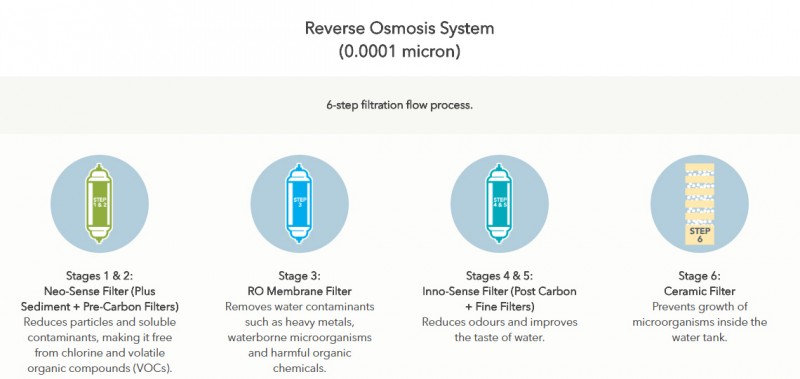 Reverse Osmosis System
(0.0001 micron)
6-step filtration flow process.
STEP
1 & 2
STEP
3
STEP
4 & 5
STEP
6
Stages 1 & 2:
Neo-Sense Filter (Plus
Sediment + Pre-Carbon Filters)
Reduces particles and soluble
contaminants, making it free
from chlorine and volatile
organic compounds (VOCs).
Stage 3:
RO Membrane Filter
Removes water contaminants
such as heavy metals,
waterborne microorganisms
and harmful organic
chemicals.
Stages 4 & 5:
Inno-Sense Filter (Post Carbon
+ Fine Filters)
Reduces odours and improves
the taste of water.
Stage 6:
Ceramic Filter
Prevents growth of
microorganisms inside the
water tank.